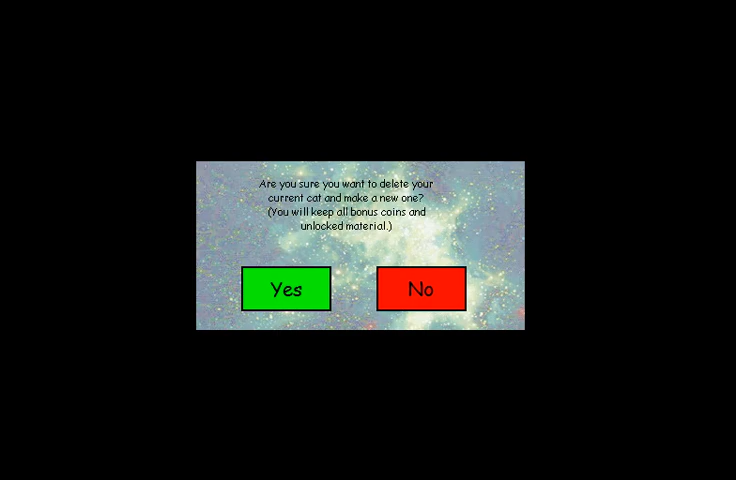 Are you sure you want to delete your
current cat and make a new one?
(You will keep all bonus coins and
unlocked material.)
Yes
No